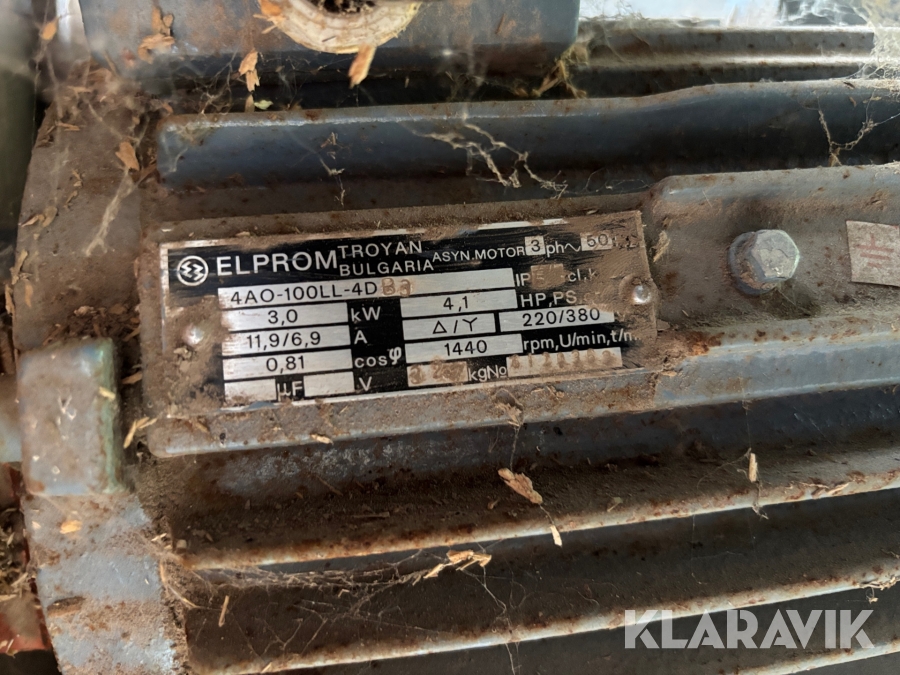 ELPROM TROYAN BULGARIA ASYN.MOTOR 3 ph~ 50
4AO-100LL-4D
3,0 kW 4,1 HP,PS
11,9/6,9 A Δ/Y 220/380
0,81 cosφ 1440 rpm,U/min,t/m
μF V kg No
KLARAVIK